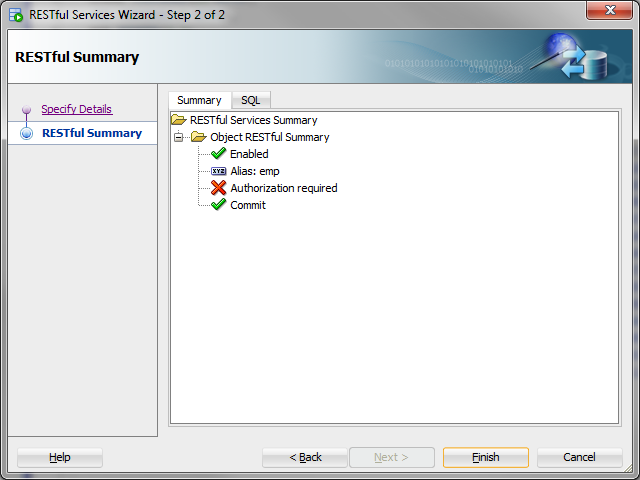 RESTful Services Wizard - Step 2 of 2
RESTful Summary
Specify Details
RESTful Summary
Summary
SQL
RESTful Services Summary
Object RESTful Summary
Enabled
xyz
Alias: emp
Authorization required
Commit
Help
< Back
Next >
Finish
Cancel